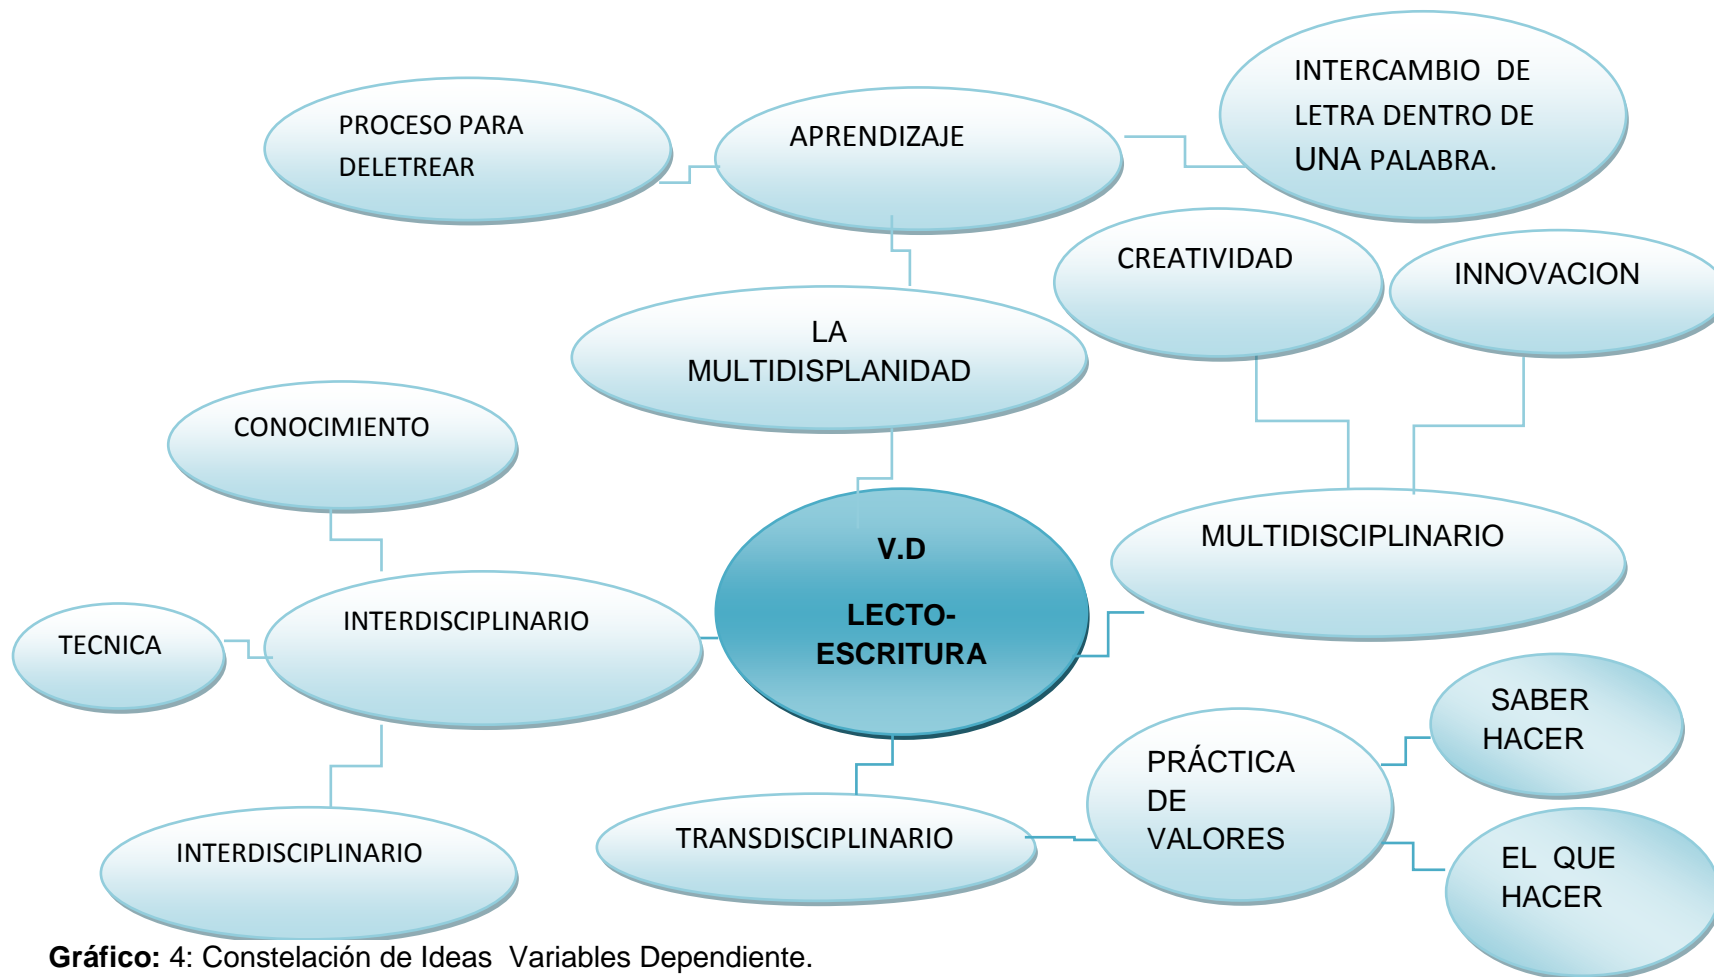 PROCESO PARA
DELETREAR
APRENDIZAJE
INTERCAMBIO DE
LETRA DENTRO DE
UNA PALABRA.
CREATIVIDAD
INNOVACION
LA
MULTIDISPLANIDAD
CONOCIMIENTO
V.D
LECTO-
ESCRITURA
MULTIDISCIPLINARIO
INTERDISCIPLINARIO
TECNICA
SABER
HACER
PRÁCTICA
DE
VALORES
TRANSDISCIPLINARIO
INTERDISCIPLINARIO
EL QUE
HACER
Gráfico: 4: Constelación de Ideas Variables Dependiente.